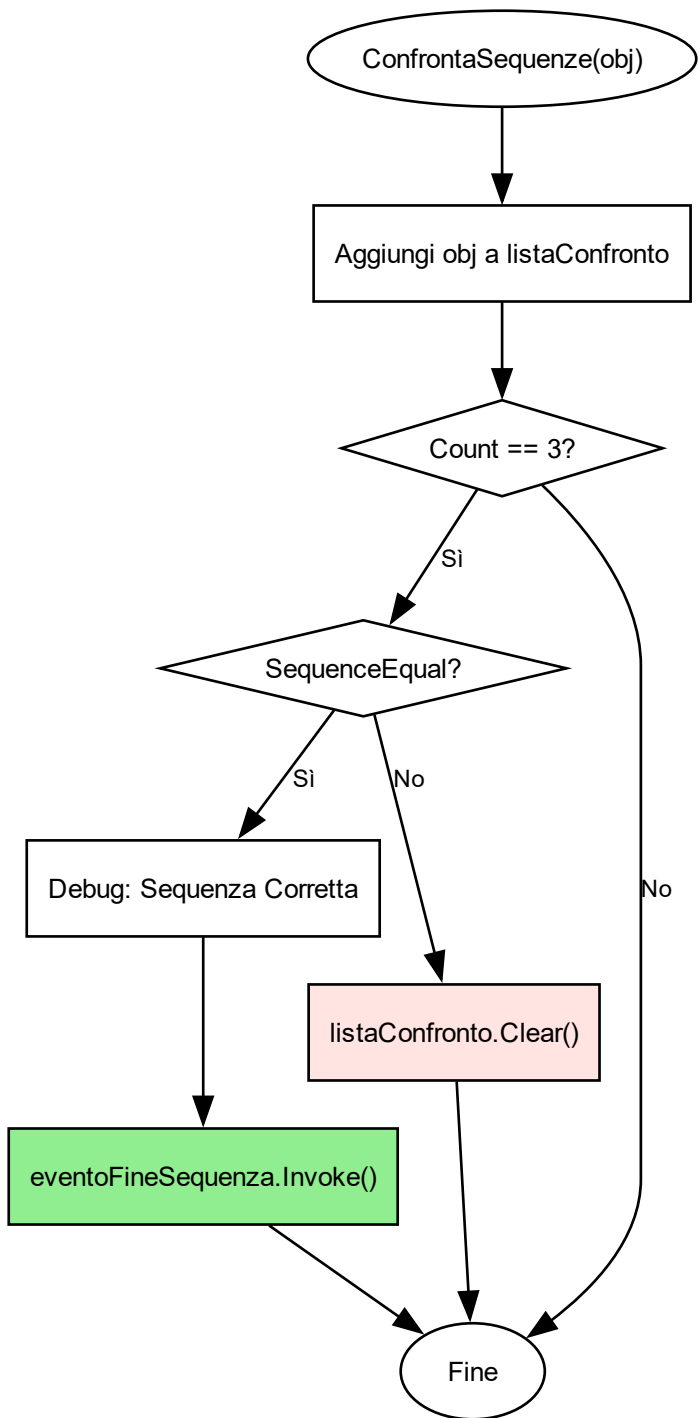 ConfrontaSequenze(obj)
Aggiungi obj a listaConfronto
Count == 3?
Sì
SequenceEqual?
Sì
No
Debug: Sequenza Corretta
No
listaConfronto.Clear()
eventoFineSequenza.Invoke()
Fine